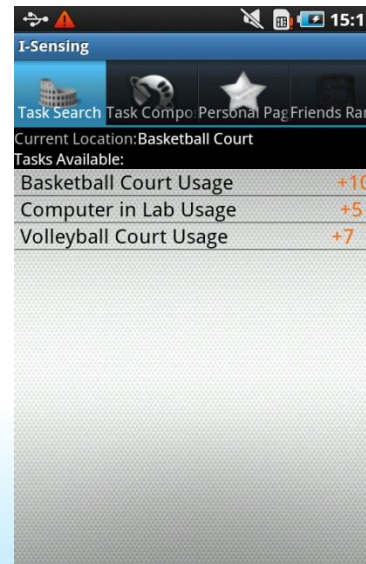 15:1
I-Sensing
Task Search Task Compo Personal Pag Friends Ran
Current Location:Basketball Court
Tasks Available:
Basketball Court Usage +10
Computer in Lab Usage +5
Volleyball Court Usage +7